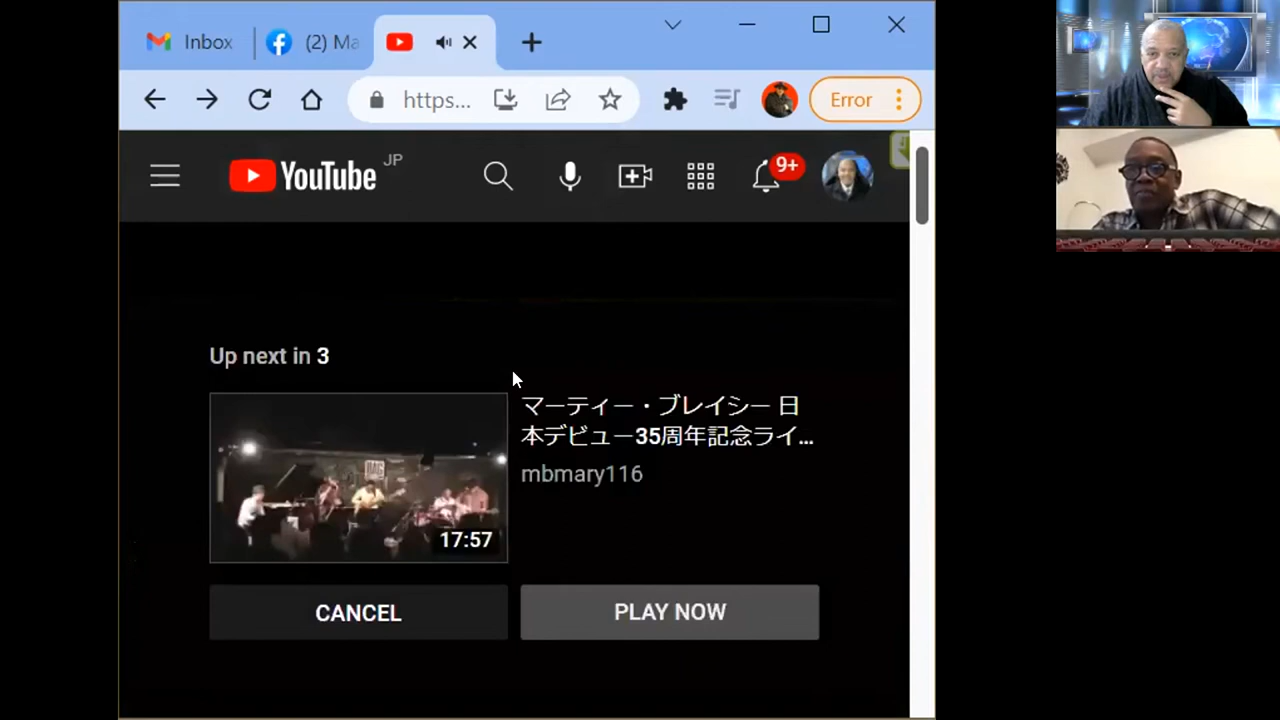 Inbox
(2) Ma
https...
Error
YouTube JP
9+
Up next in 3
マーティー・ブレイシー 日
本デビュー35周年記念ライ...
mbmary116
17:57
CANCEL
PLAY NOW